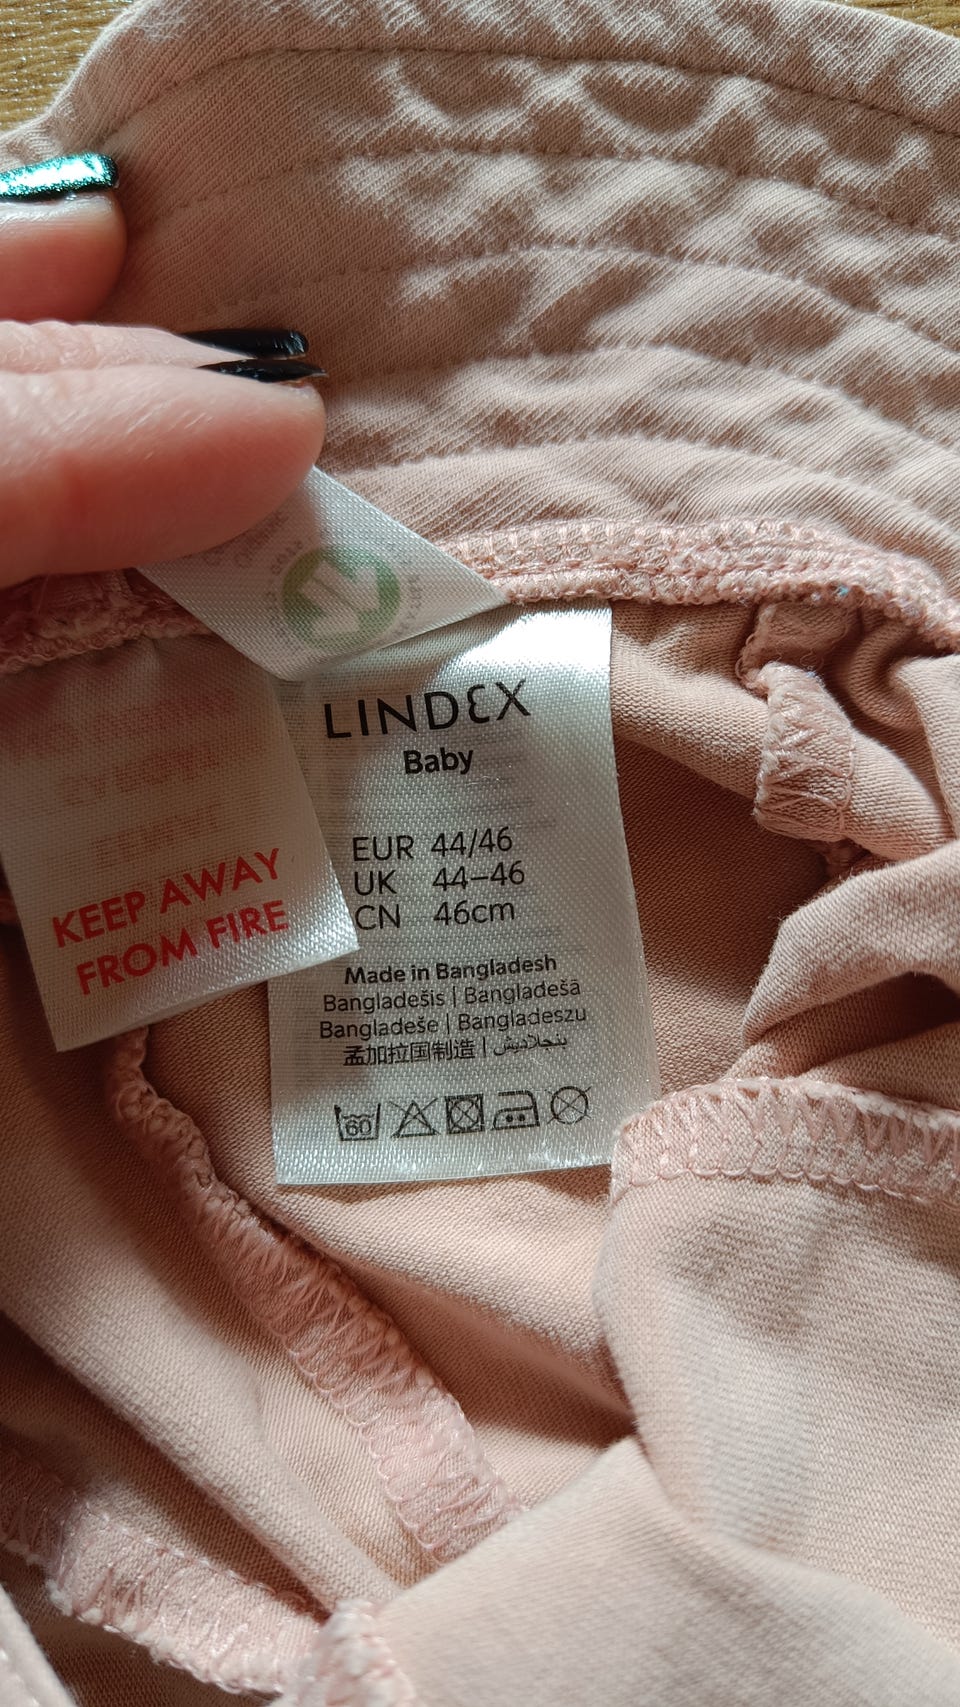 LINDEX
Baby
EUR 44/46
UK 44–46
CN 46cm
KEEP AWAY
FROM FIRE
Made in Bangladesh
Bangladešis | Bangladešā
Bangladeše | Bangladeszu
孟加拉国制造 | بنجلاديش
60